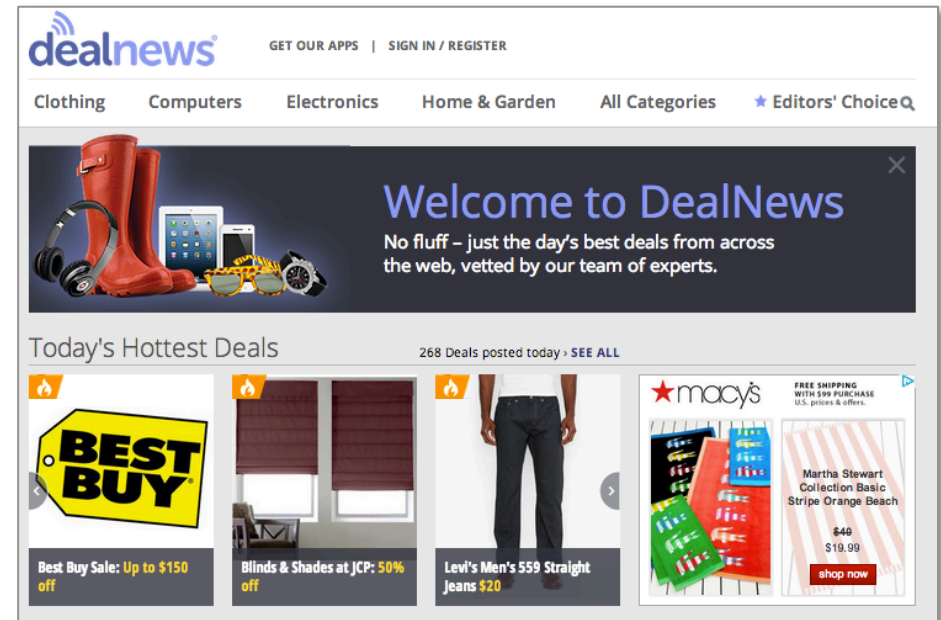 dealnews
GET OUR APPS | SIGN IN / REGISTER
Clothing Computers Electronics Home & Garden All Categories Editors' Choice
Welcome to DealNews
No fluff – just the day's best deals from across
the web, vetted by our team of experts.
Today's Hottest Deals
268 Deals posted today › SEE ALL
BEST
BUY
Best Buy Sale: Up to $150
off
Blinds & Shades at JCP: 50%
off
Levi's Men's 559 Straight
Jeans $20
macy's
FREE SHIPPING
WITH $99 PURCHASE
U.S. prices & offers.
Martha Stewart
Collection Basic
Stripe Orange Beach
$40
$19.99
shop now